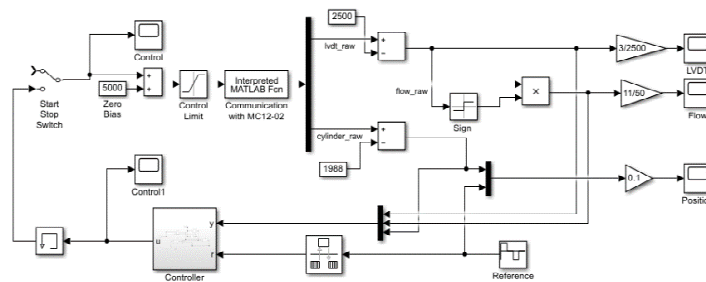 2500
Control
lvdt_raw
3/2500
LVDT
flow_raw
Start
Stop
Switch
5000
Zero
Bias
Control
Limit
Interpreted
MATLAB Fcn
Communication
with MC12-02
Sign
11/50
Flow
cylinder_raw
1988
Control1
0.1
Positio
y
u
r
Controller
Reference